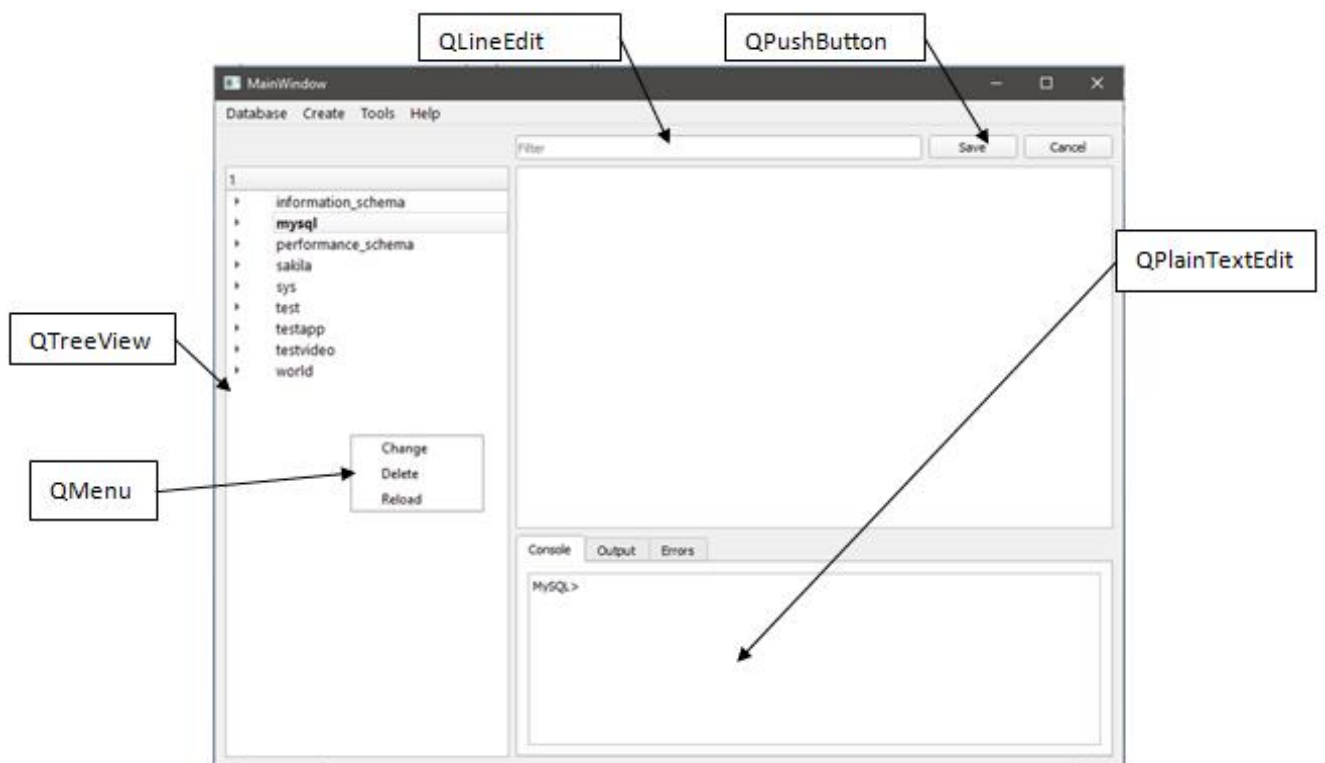 QLineEdit
QPushButton
MainWindow
Database Create Tools Help
Filter
Save
Cancel
1
information_schema
mysql
performance_schema
sakila
sys
test
testapp
testvideo
world
QPlainTextEdit
QTreeView
Change
Delete
Reload
QMenu
Console Output Errors
MySQL>